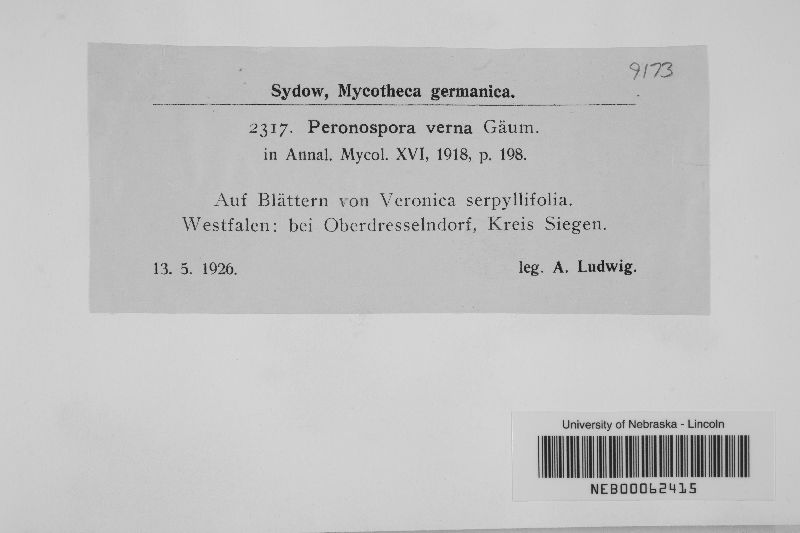 9173
Sydow, Mycotheca germanica.
2317. Peronospora verna Gäum.
in Annal. Mycol. XVI, 1918, p. 198.
Auf Blättern von Veronica serpyllifolia.
Westfalen: bei Oberdresselndorf, Kreis Siegen.
13. 5. 1926. leg. A. Ludwig.
University of Nebraska - Lincoln
NEB00062415